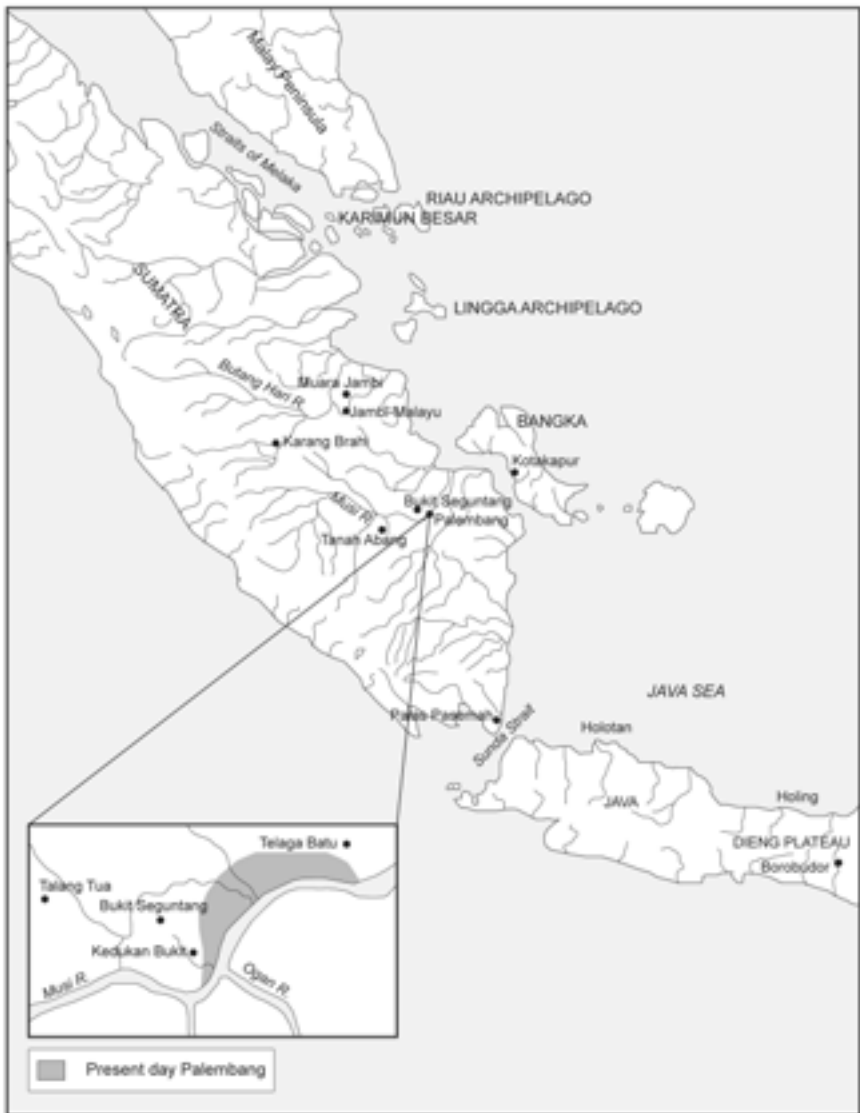 Malay Peninsula
Straits of Melaka
RIAU ARCHIPELAGO
KARIMUN BESAR
SUMATRA
LINGGA ARCHIPELAGO
Butang Hari R.
Muara Jambi
Jambi-Malayu
BANGKA
Karang Brahi
Kotakapur
Musi R.
Bukit Seguntang
Palembang
Tanah Abang
JAVA SEA
Palas Pasemah
Sunda Strait
Holotan
JAVA
Holing
DIENG PLATEAU
Borobudor
Telaga Batu
Talang Tua
Bukit Seguntang
Kedukan Bukit
Musi R.
Ogan R.
Present day Palembang